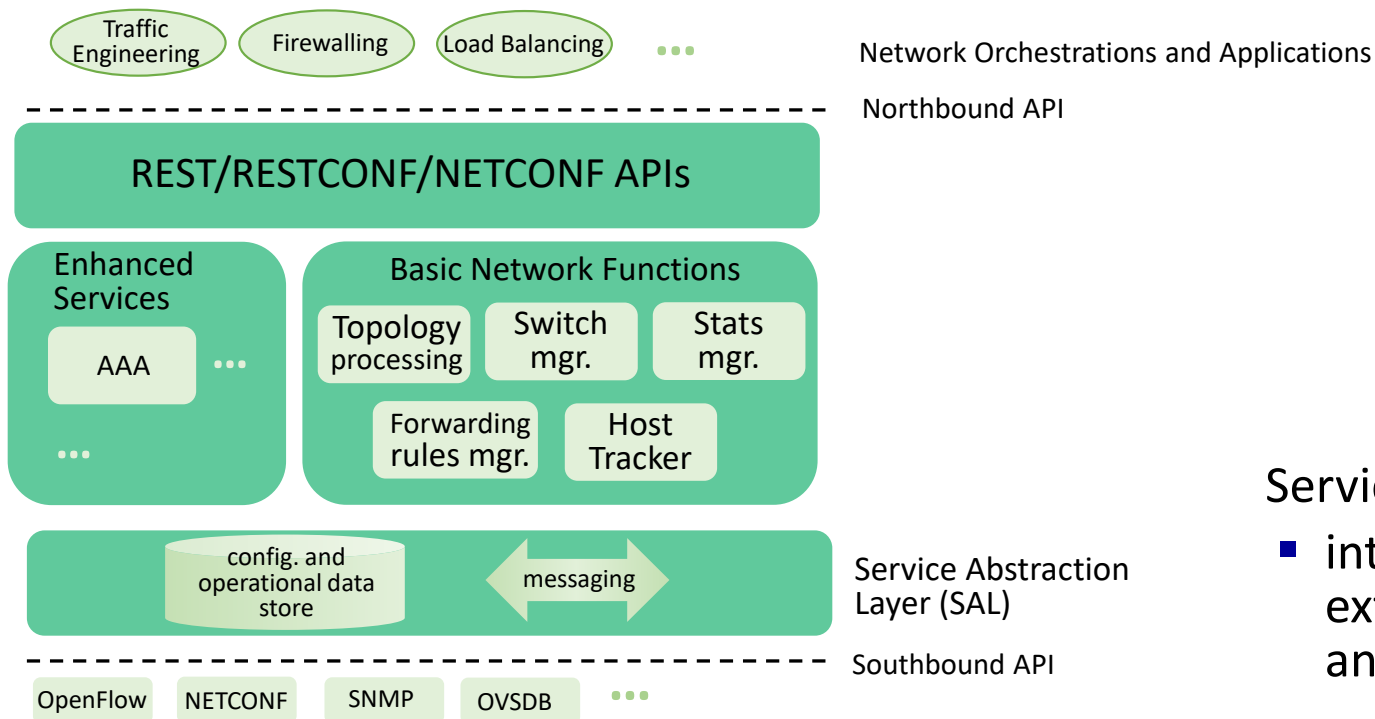 Traffic
Engineering
Firewalling
Load Balancing
...
Network Orchestrations and Applications
Northbound API
REST/RESTCONF/NETCONF APIs
Enhanced
Services
AAA
...
...
Basic Network Functions
Topology
processing
Switch
mgr.
Stats
mgr.
Forwarding
rules mgr.
Host
Tracker
config. and
operational data
store
messaging
Service Abstraction
Layer (SAL)
Southbound API
OpenFlow
NETCONF
SNMP
OVSDB
...